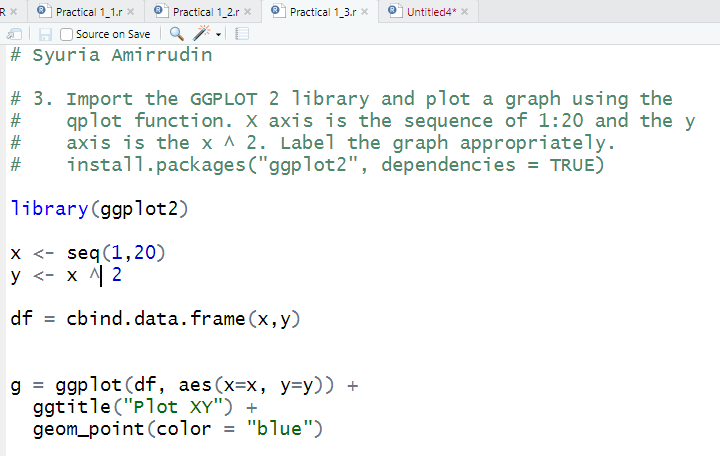 R × Practical 1_1.r × Practical 1_2.r × Practical 1_3.r × Untitled4* ×
Source on Save
# Syuria Amirrudin
# 3. Import the GGPLOT 2 library and plot a graph using the
#    qplot function. X axis is the sequence of 1:20 and the y
#    axis is the x ^ 2. Label the graph appropriately.
#    install.packages("ggplot2", dependencies = TRUE)
library(ggplot2)
x <- seq(1,20)
y <- x ^ 2
df = cbind.data.frame(x,y)
g = ggplot(df, aes(x=x, y=y)) +
  ggtitle("Plot XY") +
  geom_point(color = "blue")